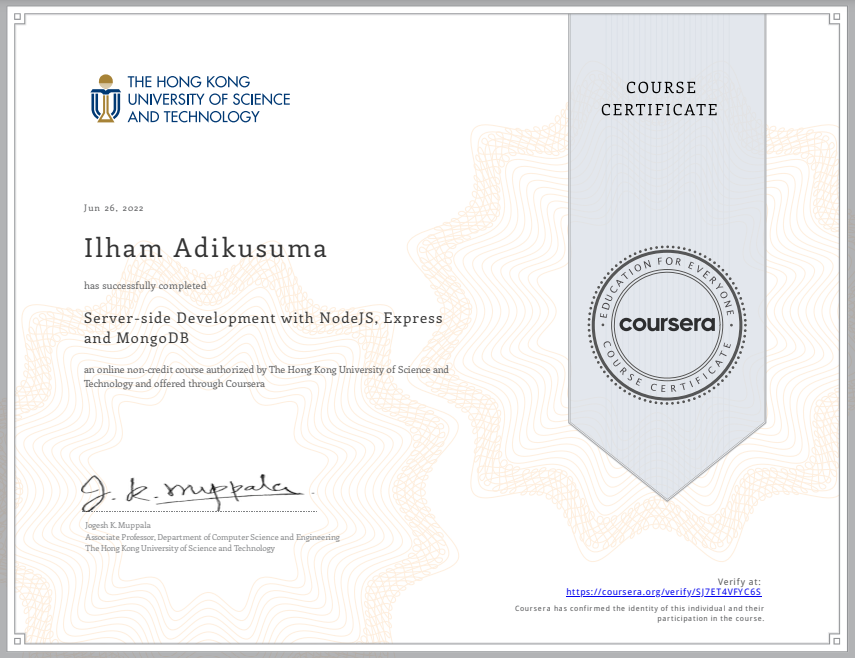 THE HONG KONG
UNIVERSITY OF SCIENCE
AND TECHNOLOGY
COURSE
CERTIFICATE
Jun 26, 2022
Ilham Adikusuma
has successfully completed
Server-side Development with NodeJS, Express
and MongoDB
an online non-credit course authorized by The Hong Kong University of Science and
Technology and offered through Coursera
EDUCATION FOR EVERYONE
coursera
COURSE CERTIFICATE
J. K. Muppala
Jogesh K. Muppala
Associate Professor, Department of Computer Science and Engineering
The Hong Kong University of Science and Technology
Verify at:
https://coursera.org/verify/SJ7ET4VFYC6S
Coursera has confirmed the identity of this individual and their
participation in the course.